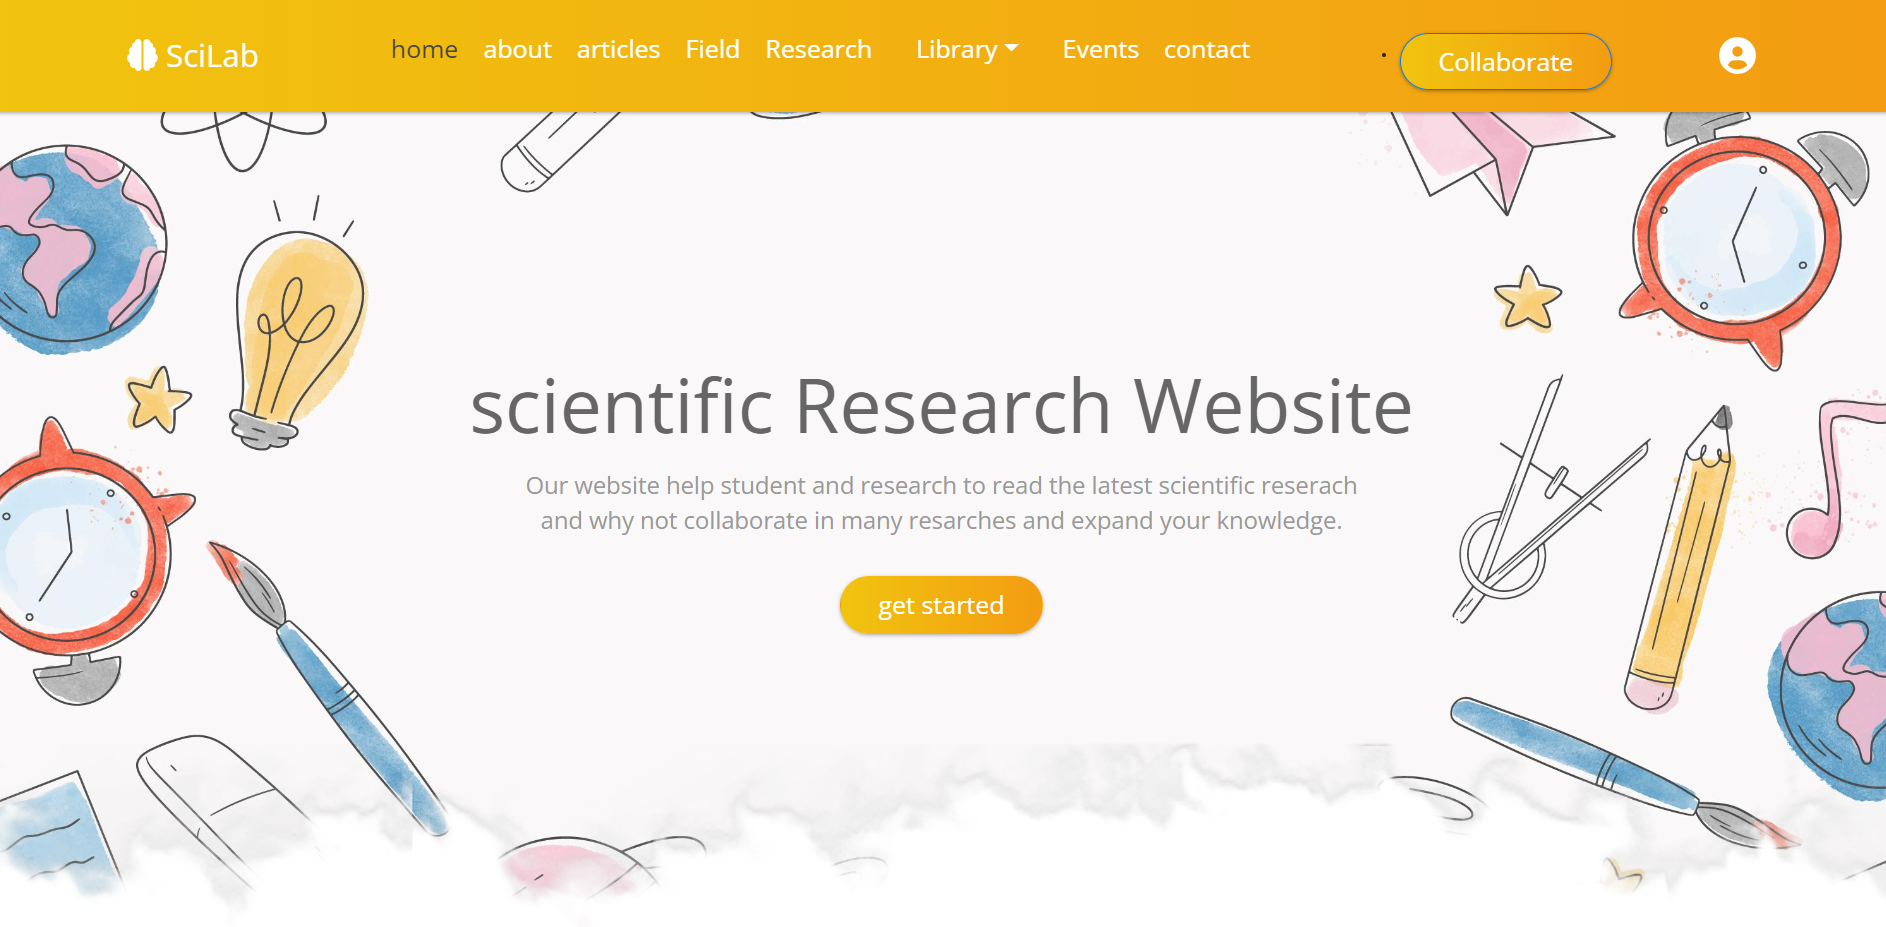 SciLab
home about articles Field Research Library Events contact
Collaborate
scientific Research Website
Our website help student and research to read the latest scientific reserach
and why not collaborate in many resarches and expand your knowledge.
get started